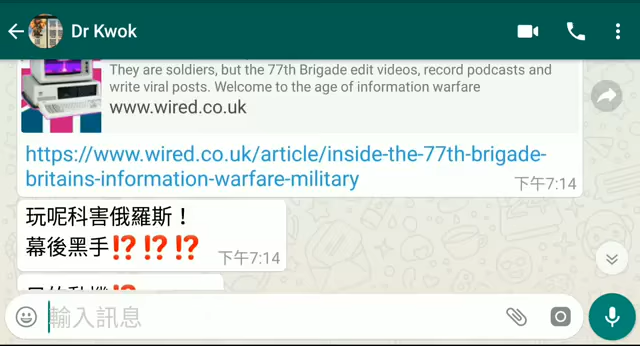 Dr Kwok
They are soldiers, but the 77th Brigade edit videos, record podcasts and
write viral posts. Welcome to the age of information warfare
www.wired.co.uk
https://www.wired.co.uk/article/inside-the-77th-brigade-
britains-information-warfare-military
下午7:14
玩呢科害俄羅斯！
幕後黑手⁉️⁉️⁉️
下午7:14
輸入訊息